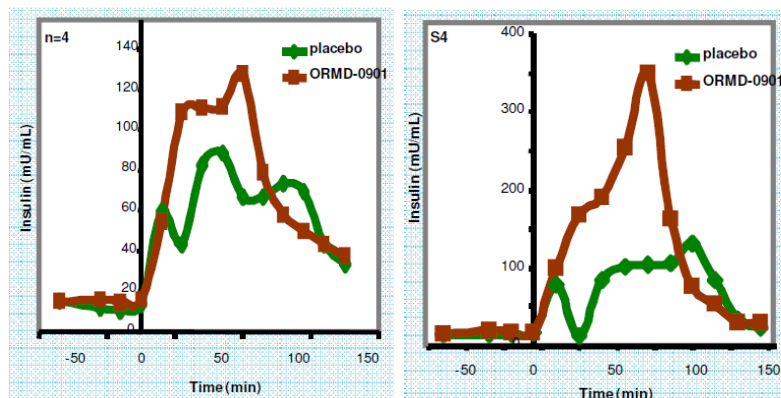 n=4
placebo
ORMD-0901
Insulin (mU/mL)
140
120
100
80
60
40
20
0
-50 0 50 100 150
Time (min)
S4
placebo
ORMD-0901
Insulin (mU/mL)
400
300
200
100
0
-50 0 50 100 150
Time (min)